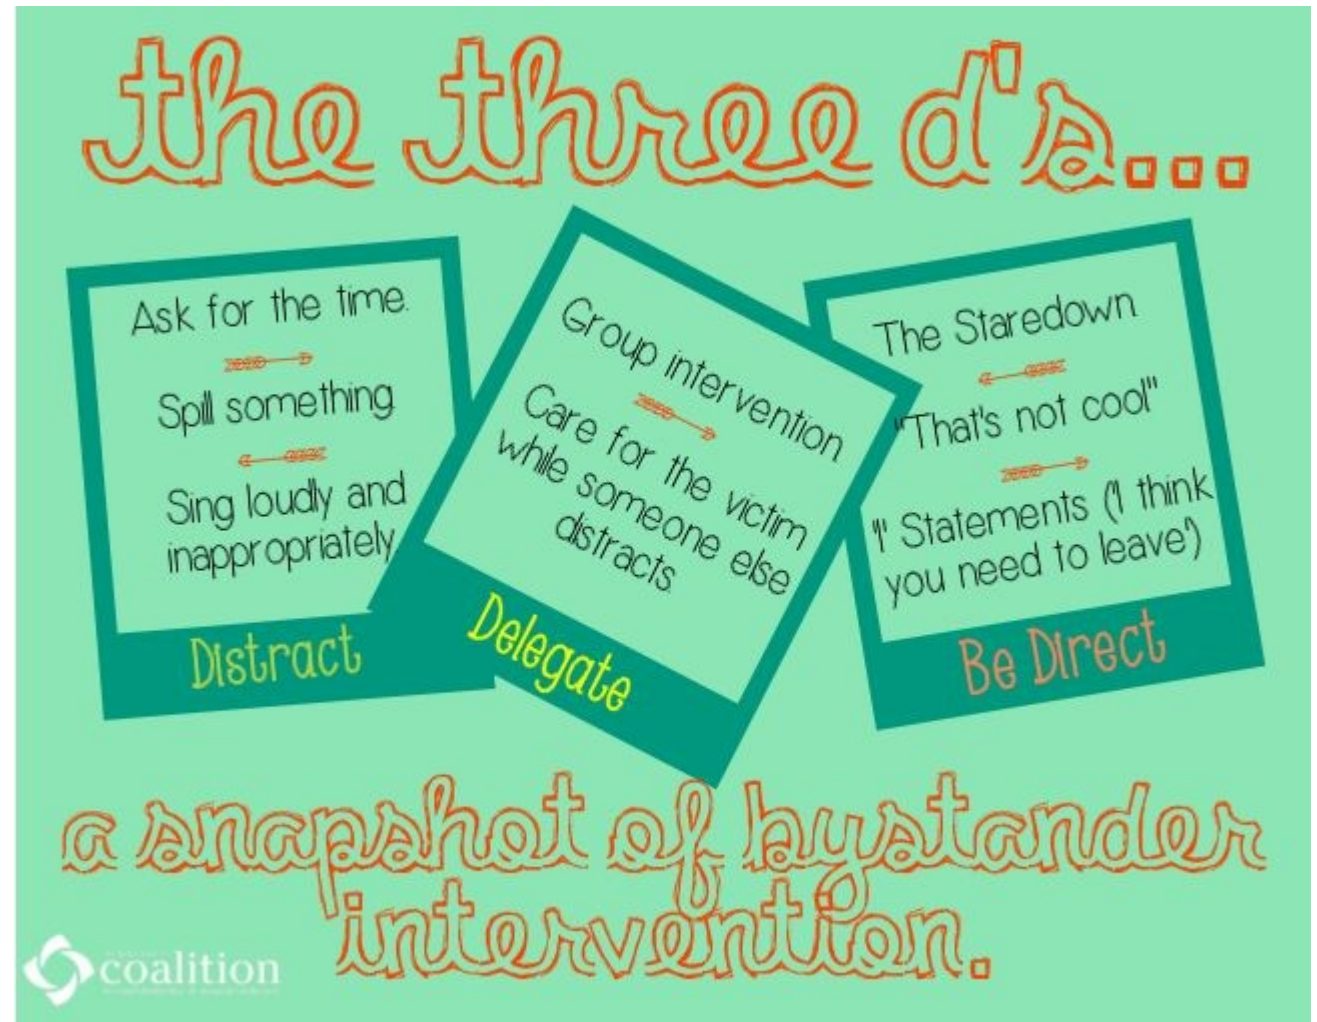 the three d's...
Ask for the time.
Spill something
Sing loudly and
inappropriately.
Distract
Group intervention
Care for the victim
while someone else
distracts.
Delegate
The Staredown
"That's not cool"
"I" Statements ('I think
you need to leave')
Be Direct
a snapshot of bystander
intervention.
coalition